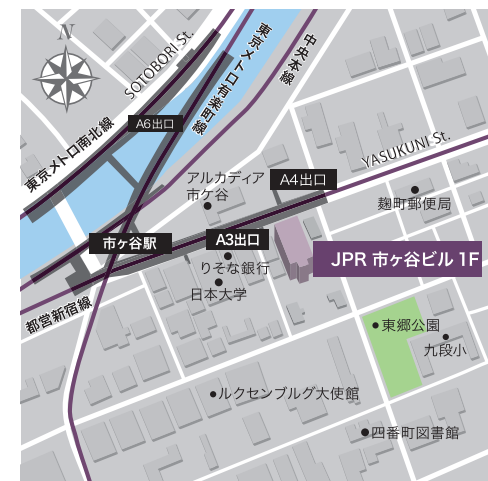 N
SOTOBORI St.
東京メトロ有楽町線
中央本線
A6出口
東京メトロ南北線
YASUKUNI St.
アルカディア
市ケ谷
A4出口
麹町郵便局
市ヶ谷駅
A3出口
JPR 市ヶ谷ビル 1F
りそな銀行
日本大学
都営新宿線
東郷公園
九段小
ルクセンブルグ大使館
四番町図書館